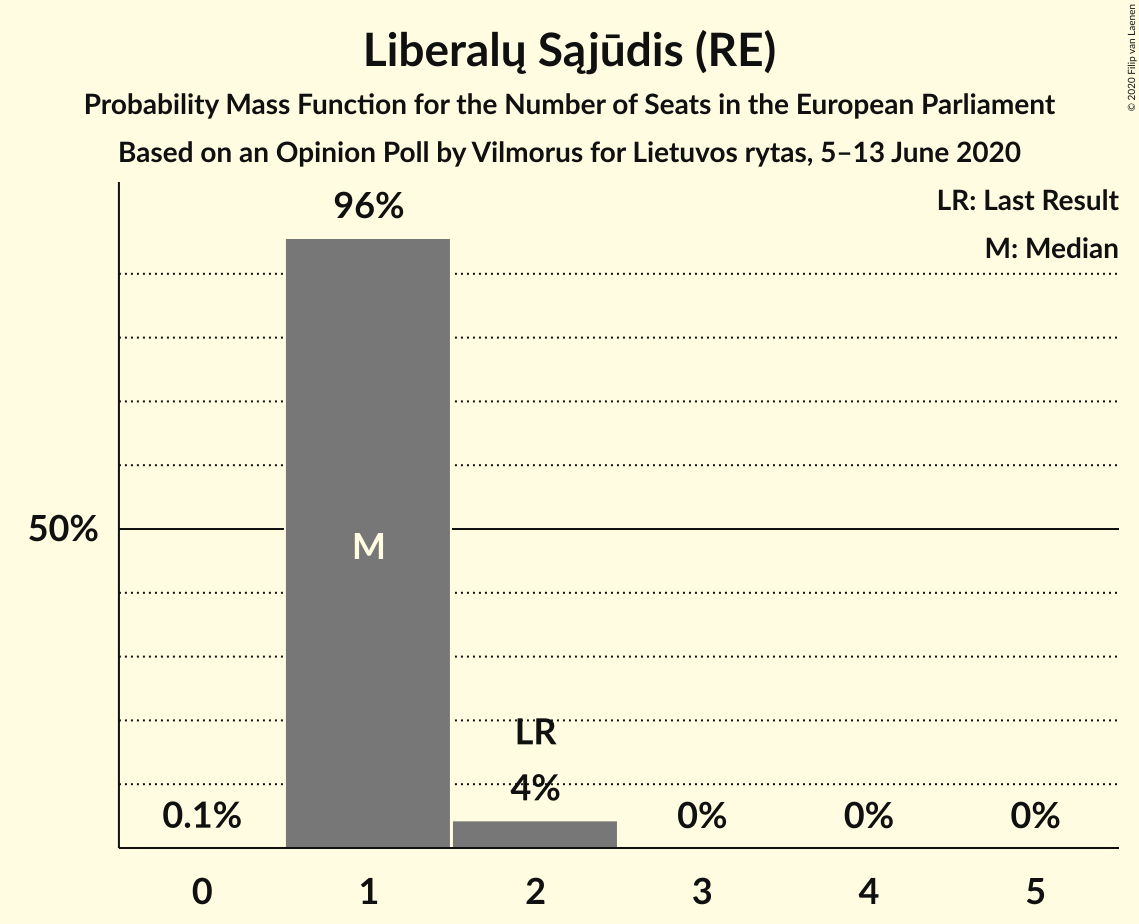 Liberalų Sąjūdis (RE)
Probability Mass Function for the Number of Seats in the European Parliament
Based on an Opinion Poll by Vilmorus for Lietuvos rytas, 5–13 June 2020
© 2020 Filip van Laenen
LR: Last Result
M: Median
96%
50%
M
LR
4%
0.1%
0%
0%
0%
0
1
2
3
4
5